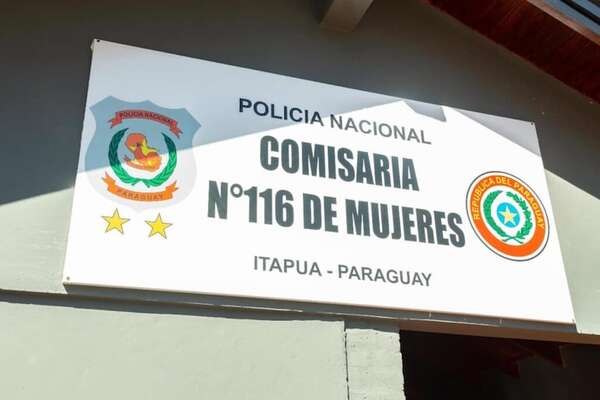 POLICIA NACIONAL
PARAGUAY
POLICIA NACIONAL
COMISARIA
N°116 DE MUJERES
ITAPUA - PARAGUAY
REPUBLICA DEL PARAGUAY